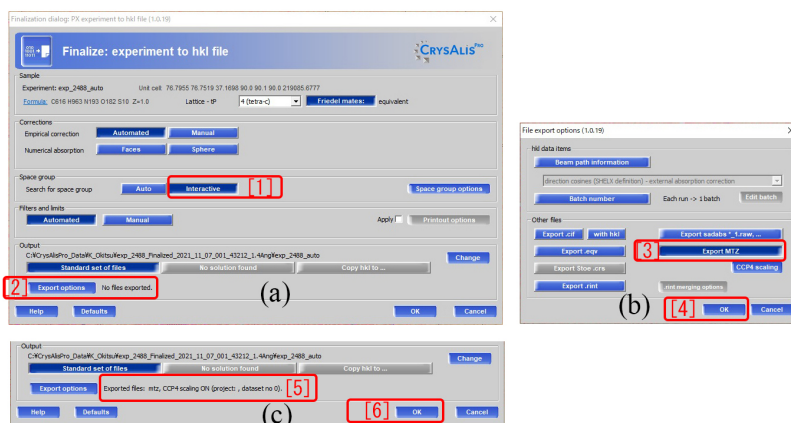 Finalization dialog: PX experiment to hkl file (1.0.19)
Finalize: experiment to hkl file
CRYSALIS Pro
Sample
Experiment: exp_2488_auto Unit cell: 76.7955 76.7519 37.1698 90.0 90.1 90.0 219085.6777
Formula: C616 H963 N193 O182 S10 Z=1.0 Lattice - tP 4 (tetra-c) Friedel mates: equivalent
Corrections
Empirical correction Automated Manual
Numerical absorption Faces Sphere
Space group
Search for space group Auto Interactive [1] Space group options
Filters and limits
Automated Manual Apply Printout options
Output
C:¥CrysAlisPro_Data¥K_Okitsu¥exp_2488_Finalized_2021_11_07_001_43212_1.4Ang¥exp_2488_auto Change
Standard set of files No solution found Copy hkl to ...
[2] Export options No files exported.
(a)
Help Defaults OK Cancel
File export options (1.0.19)
hkl data items
Beam path information
direction cosines (SHELX definition) - external absorption correction
Batch number Each run -> 1 batch Edit batch
Other files
Export .cif with hkl Export sadabs *_1.raw, ...
Export .eqv [3] Export MTZ
Export Stoe .crs CCP4 scaling
Export .rint .rint merging options
(b) [4] OK Cancel
Output
C:¥CrysAlisPro_Data¥K_Okitsu¥exp_2488_Finalized_2021_11_07_001_43212_1.4Ang¥exp_2488_auto Change
Standard set of files No solution found Copy hkl to ...
Export options Exported files: mtz, CCP4 scaling ON (project: , dataset no 0). [5]
Help Defaults (c) [6] OK Cancel